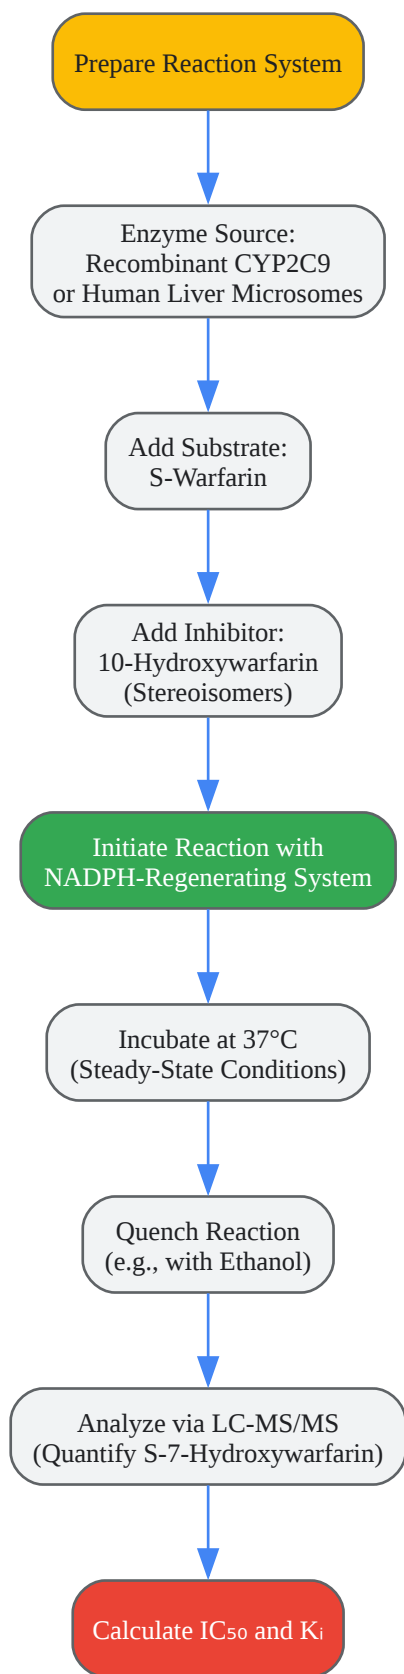 Prepare Reaction System
Enzyme Source:
Recombinant CYP2C9
or Human Liver Microsomes
Add Substrate:
S-Warfarin
Add Inhibitor:
10-Hydroxywarfarin
(Stereoisomers)
Initiate Reaction with
NADPH-Regenerating System
Incubate at 37°C
(Steady-State Conditions)
Quench Reaction
(e.g., with Ethanol)
Analyze via LC-MS/MS
(Quantify S-7-Hydroxywarfarin)
Calculate IC₅₀ and Kᵢ